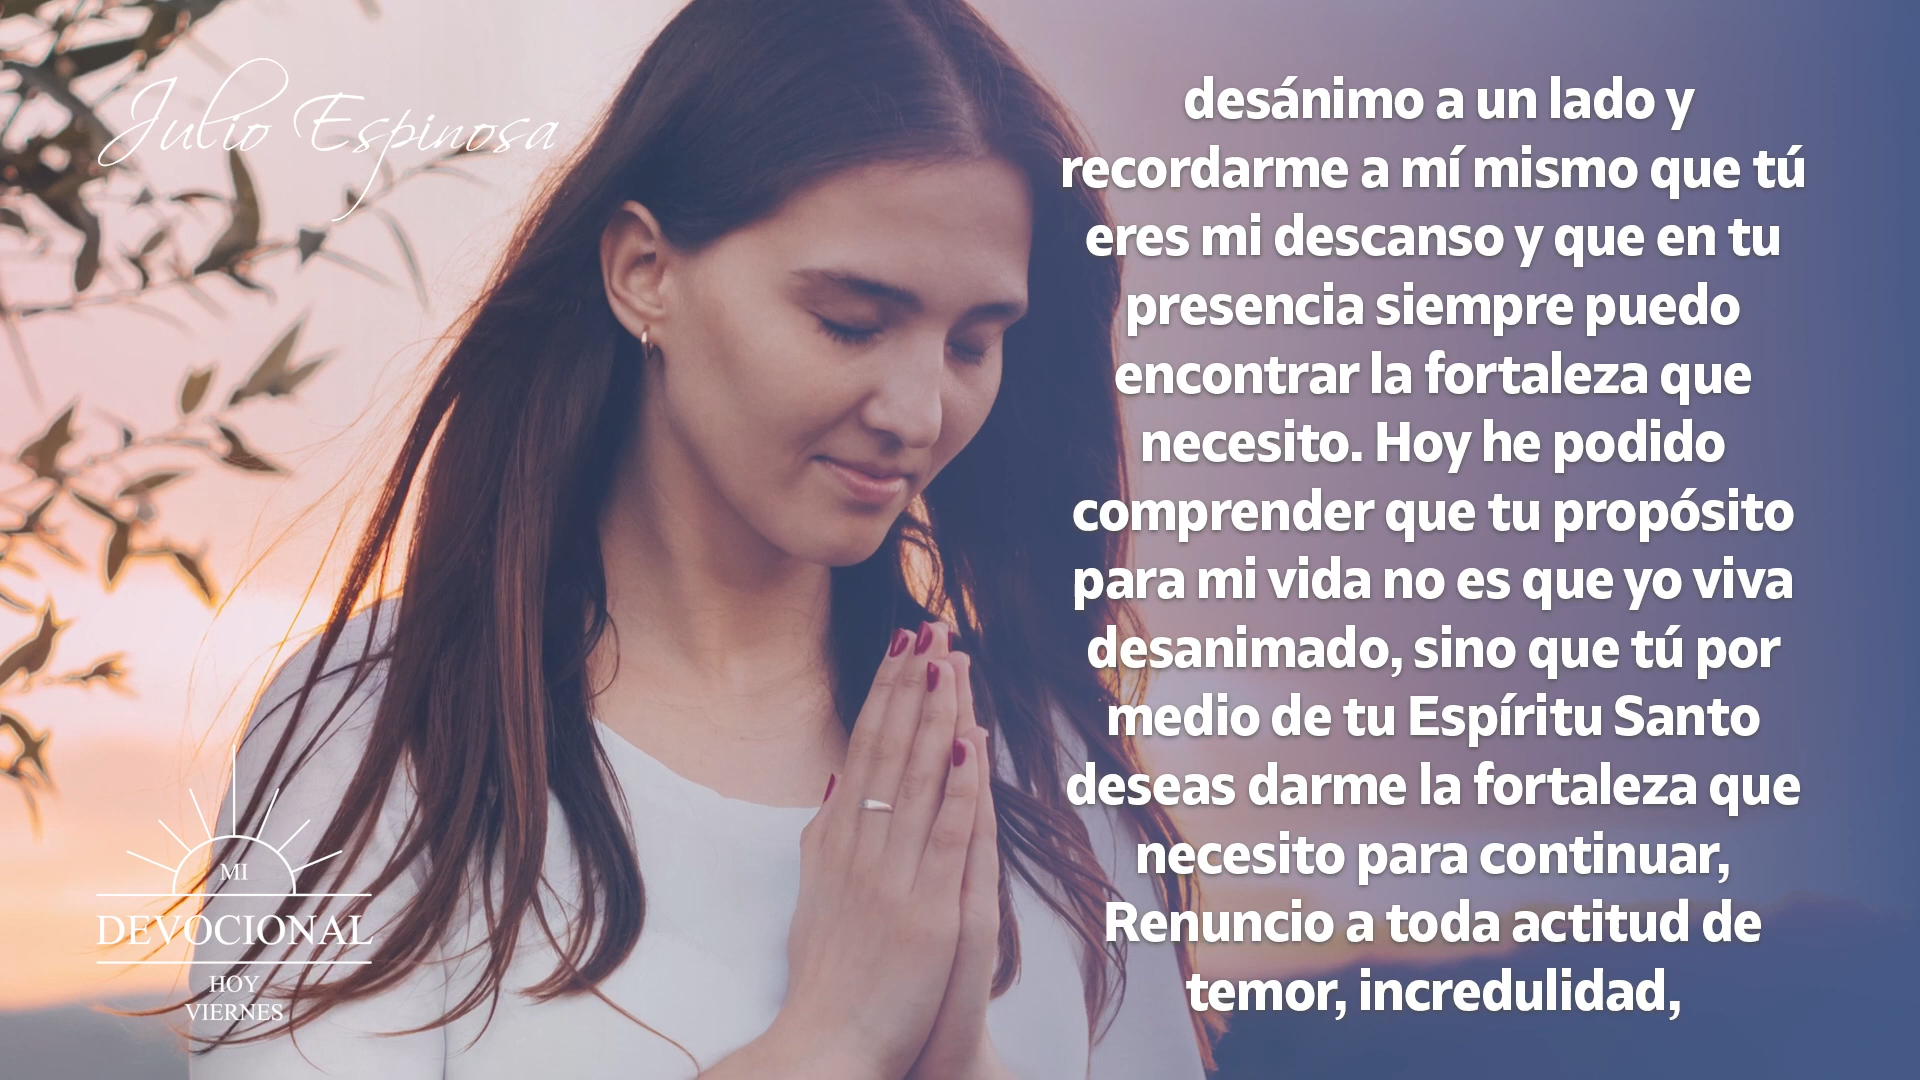 Julio Espinosa
desánimo a un lado y
recordarme a mí mismo que tú
eres mi descanso y que en tu
presencia siempre puedo
encontrar la fortaleza que
necesito. Hoy he podido
comprender que tu propósito
para mi vida no es que yo viva
desanimado, sino que tú por
medio de tu Espíritu Santo
deseas darme la fortaleza que
necesito para continuar,
Renuncio a toda actitud de
temor, incredulidad,
MI
DEVOCIONAL
HOY
VIERNES